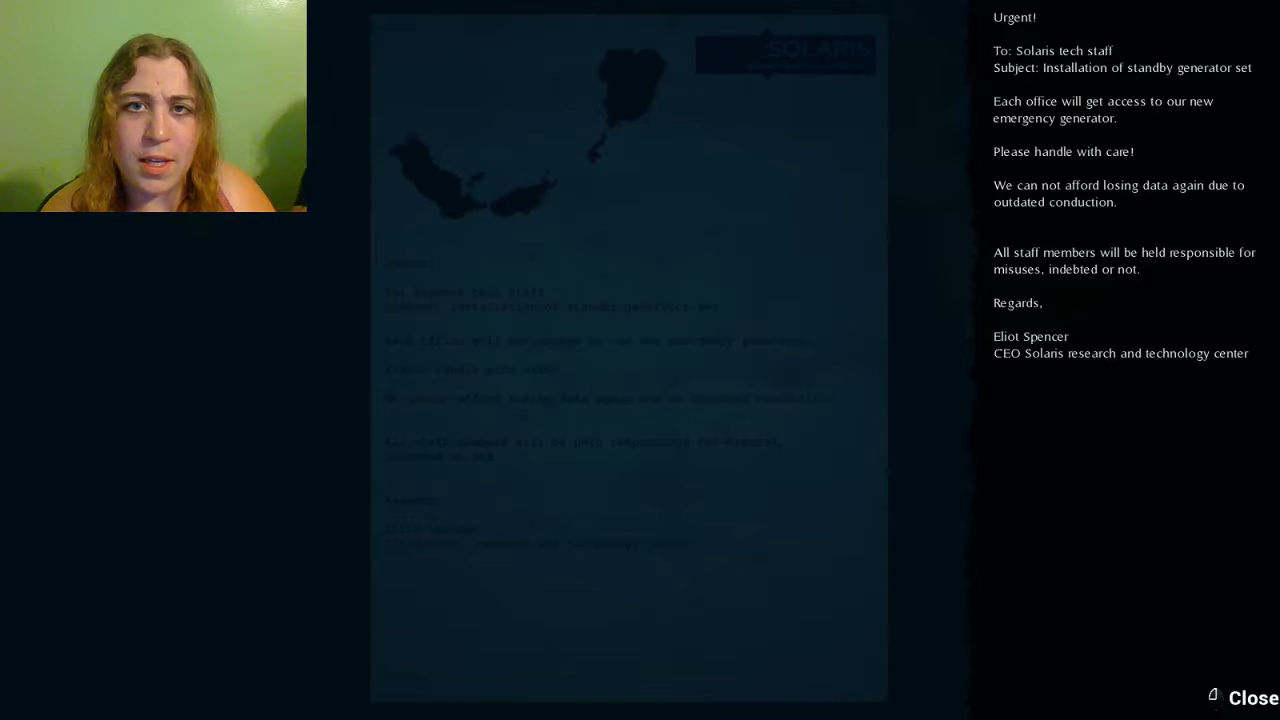 SOLARIS
Urgent!
To: Solaris tech staff
Subject: Installation of standby generator set
Each office will get access to our new
emergency generator.
Please handle with care!
We can not afford losing data again due to
outdated conduction.
All staff members will be held responsible for
misuses, indebted or not.
Regards,
Eliot Spencer
CEO Solaris research and technology center
Close